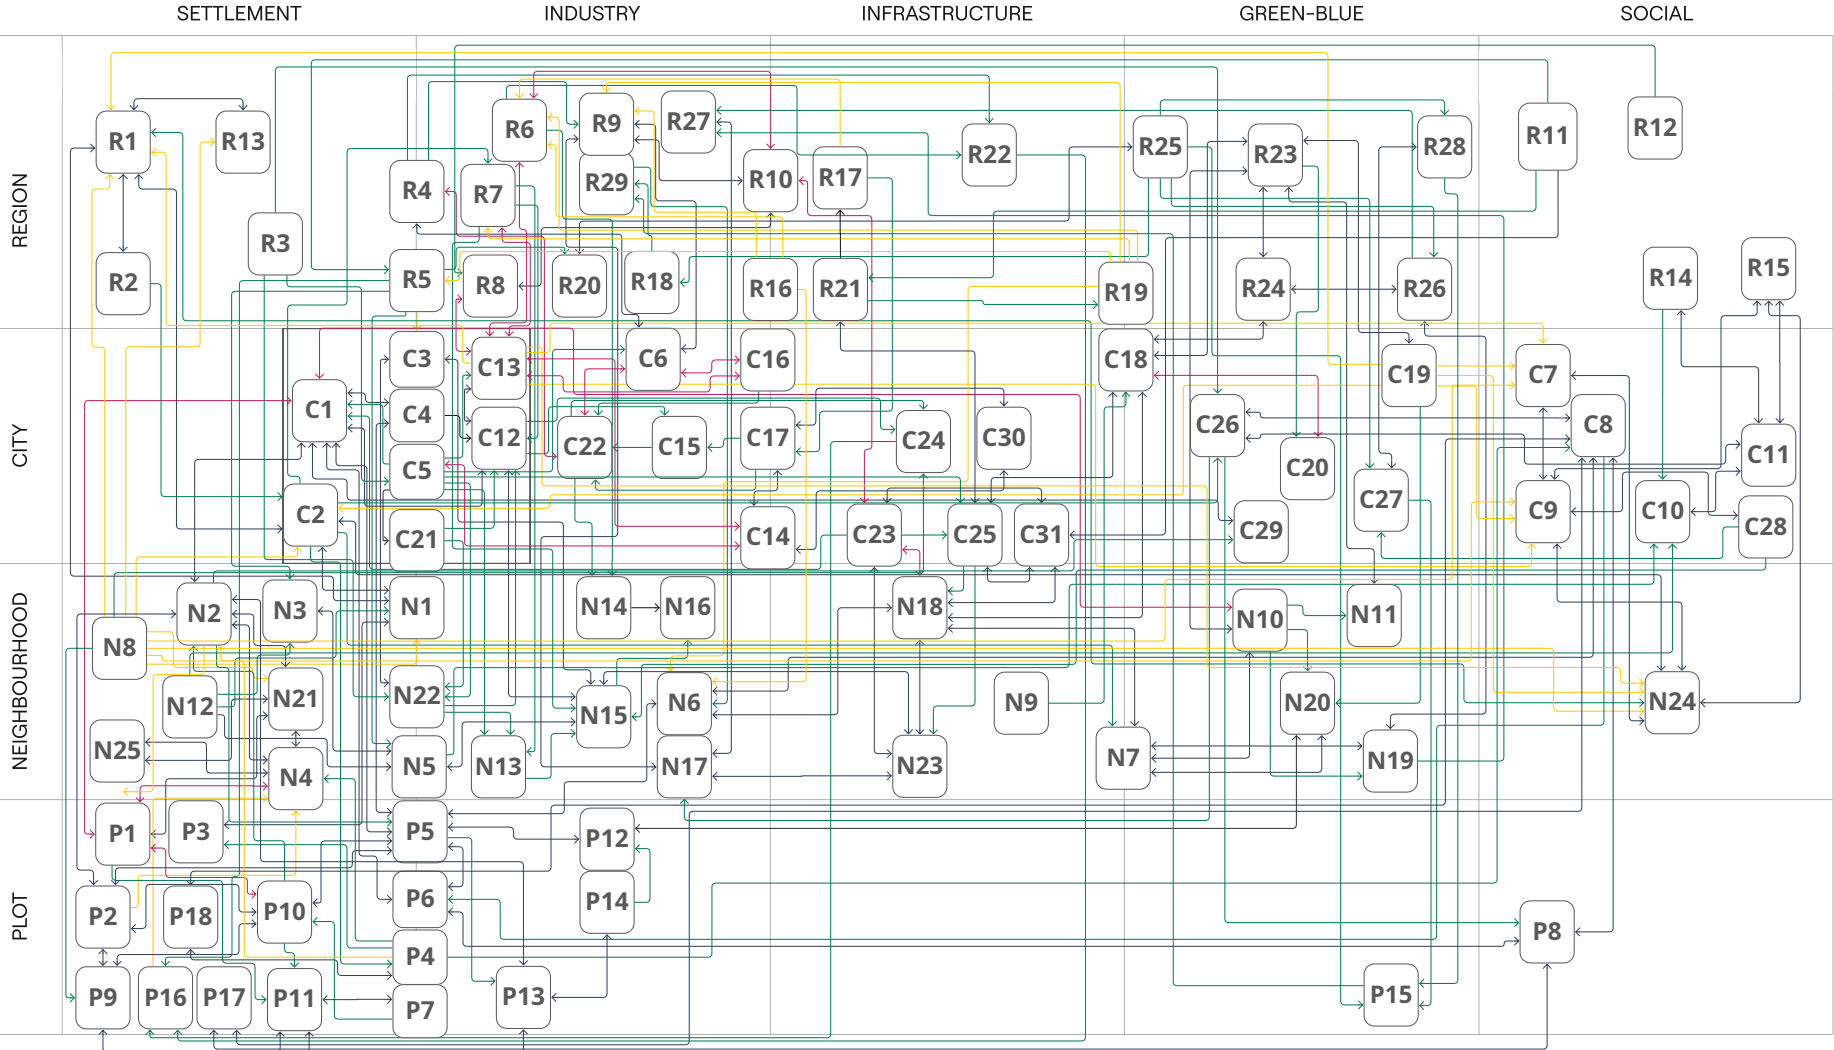 SETTLEMENT INDUSTRY INFRASTRUCTURE GREEN-BLUE SOCIAL
REGION
R1 R13 R6 R9 R27 R22 R25 R23 R28 R11 R12
R4 R7 R29 R10 R17
R3 R2 R5 R8 R20 R18 R16 R21 R19 R24 R26 R14 R15
CITY
C3 C13 C6 C16 C18 C19 C7
C1 C4 C12 C22 C15 C17 C24 C30 C26 C20 C8 C11
C5 C2 C21 C14 C23 C25 C31 C29 C27 C9 C10 C28
NEIGHBOURHOOD
N8 N2 N3 N1 N14 N16 N18 N10 N11
N12 N21 N22 N15 N6 N9 N20 N24
N25 N4 N5 N13 N17 N23 N7 N19
PLOT
P1 P3 P5 P12
P2 P18 P10 P6 P14 P8
P4
P9 P16 P17 P11 P7 P13 P15